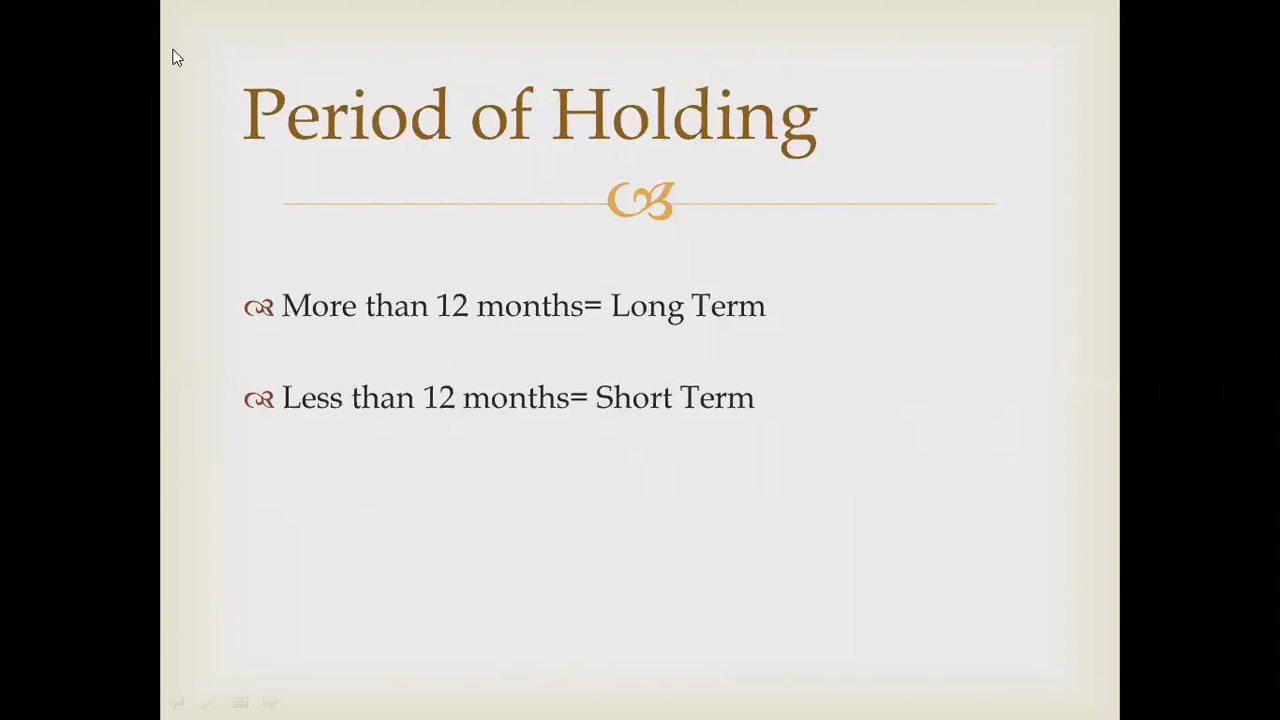 Period of Holding
More than 12 months= Long Term
Less than 12 months= Short Term